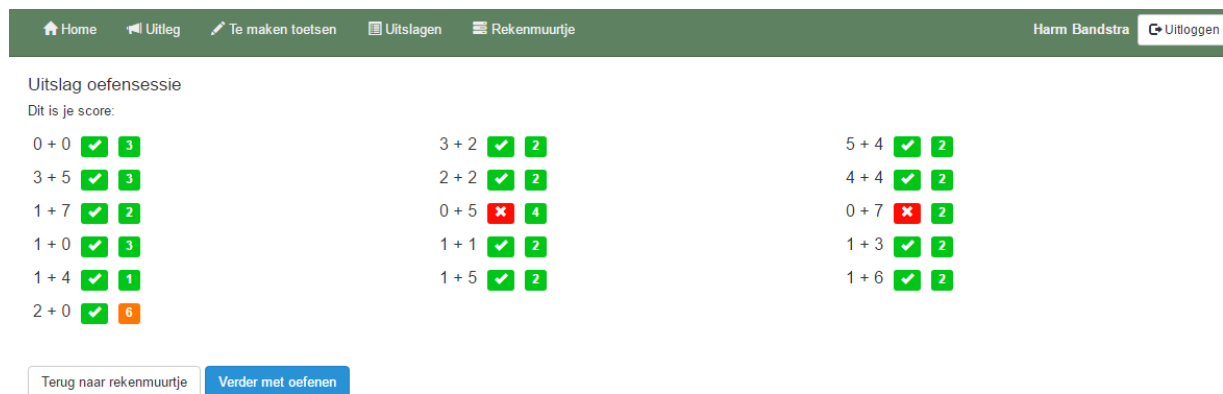 Home Uitleg Te maken toetsen Uitslagen Rekenmuurtje Harm Bandstra Uitloggen
Uitslag oefensessie
Dit is je score:
0 + 0 3 3 + 2 2 5 + 4 2
3 + 5 3 2 + 2 2 4 + 4 2
1 + 7 2 0 + 5 4 0 + 7 2
1 + 0 3 1 + 1 2 1 + 3 2
1 + 4 1 1 + 5 2 1 + 6 2
2 + 0 6
Terug naar rekenmuurtje Verder met oefenen